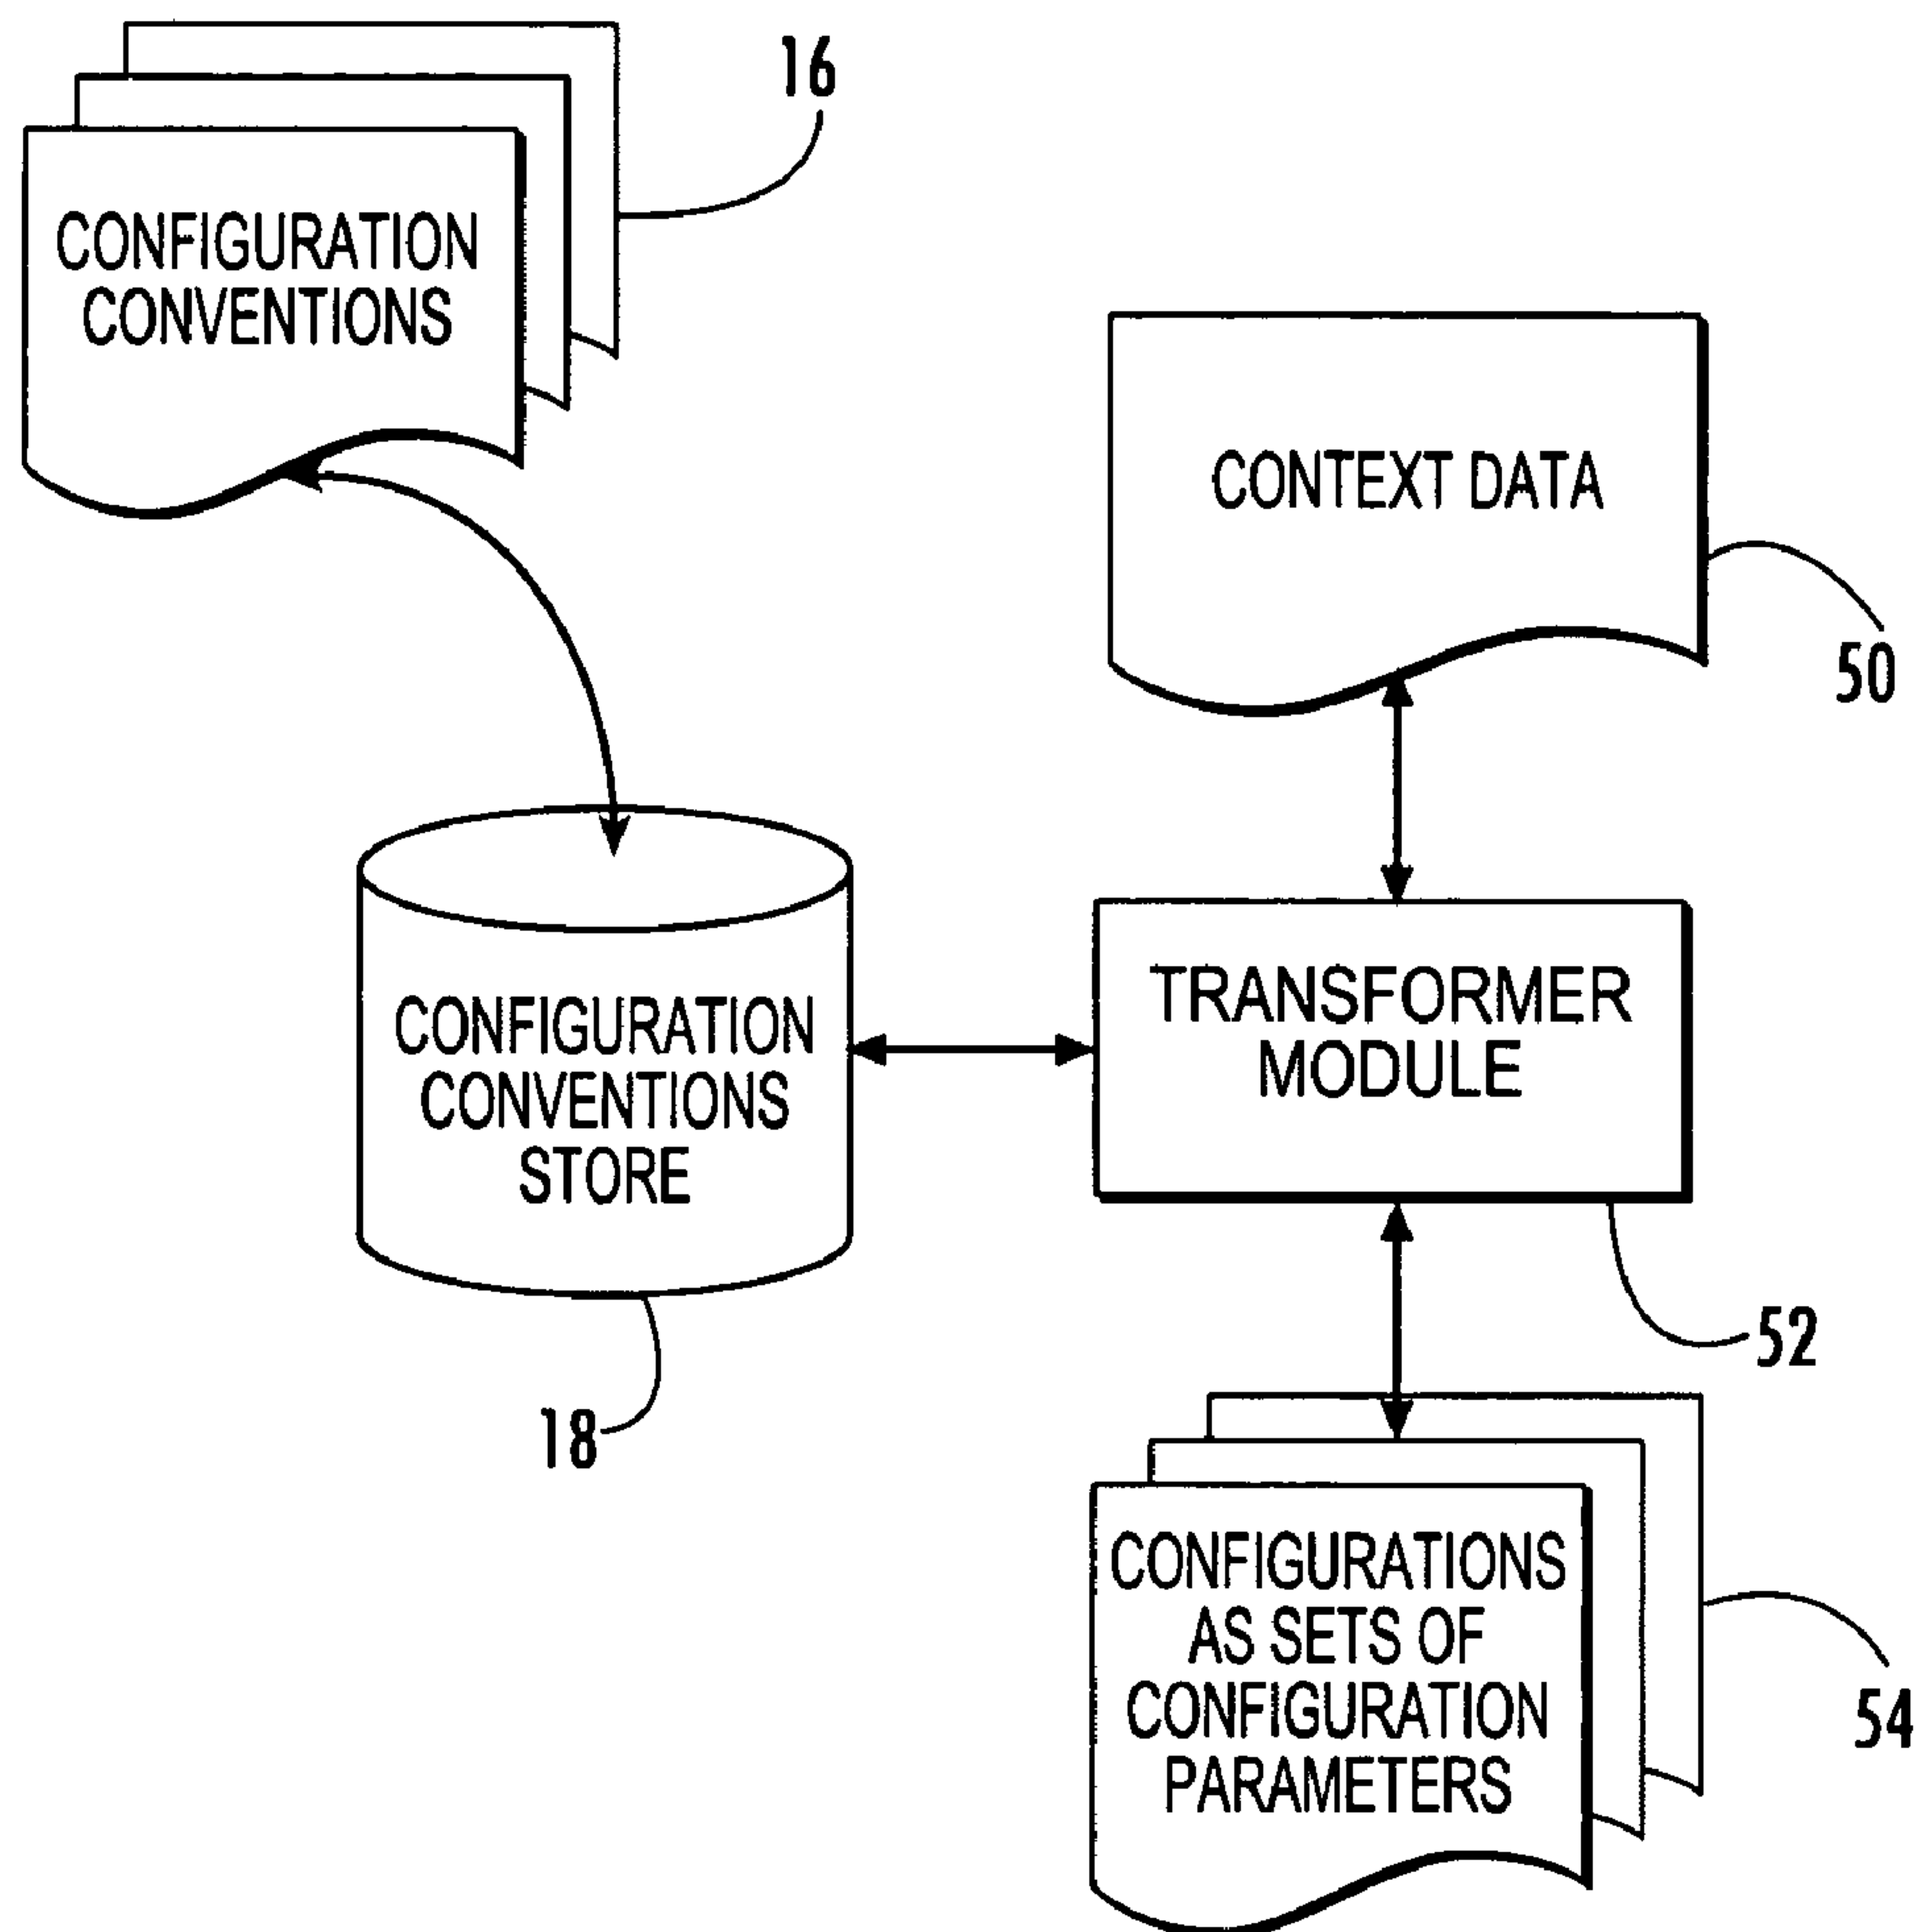 16
CONFIGURATION
CONVENTIONS
CONTEXT DATA
50
CONFIGURATION
CONVENTIONS
STORE
18
TRANSFORMER
MODULE
52
CONFIGURATIONS
AS SETS OF
CONFIGURATION
PARAMETERS
54